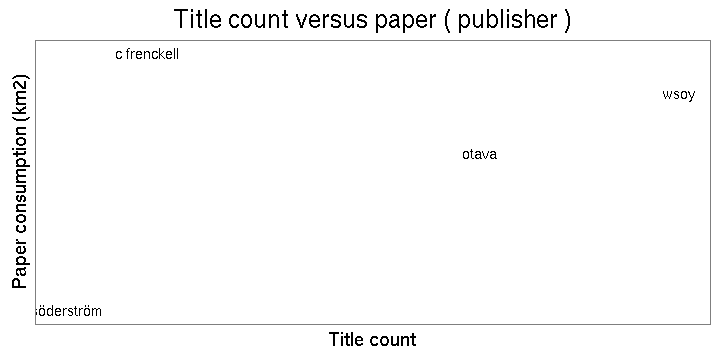 Title count versus paper ( publisher )
c frenckell
wsoy
otava
söderström
Paper consumption (km2)
Title count